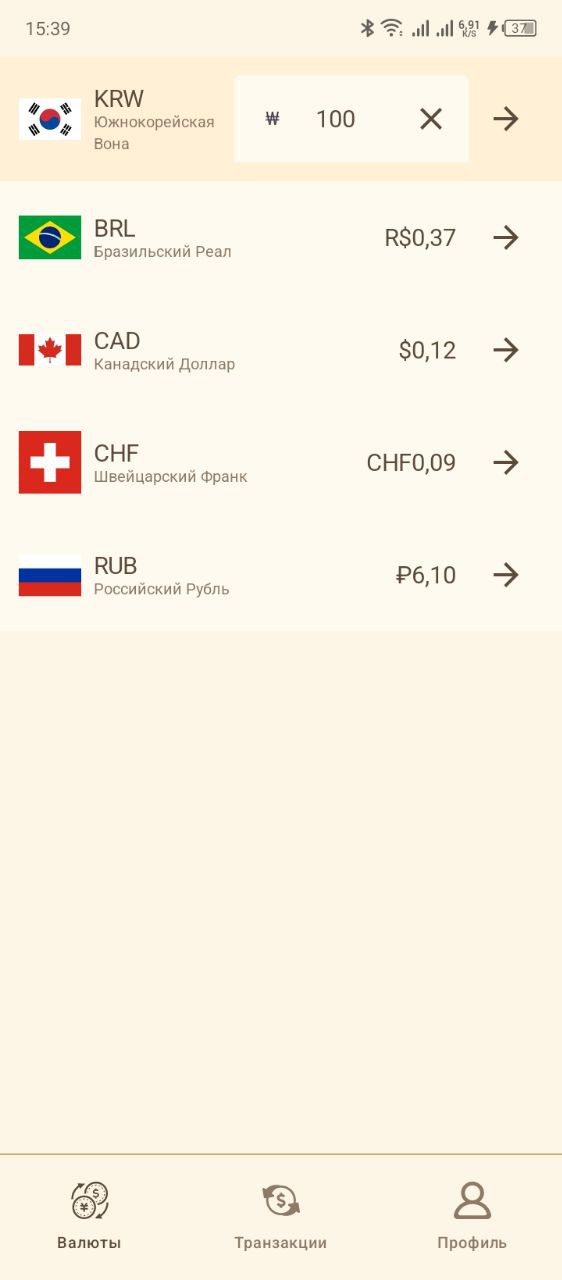 15:39 6,91 K/S 37
KRW
Южнокорейская
Вона
₩ 100
BRL
Бразильский Реал
R$0,37
CAD
Канадский Доллар
$0,12
CHF
Швейцарский Франк
CHF0,09
RUB
Российский Рубль
₽6,10
Валюты Транзакции Профиль